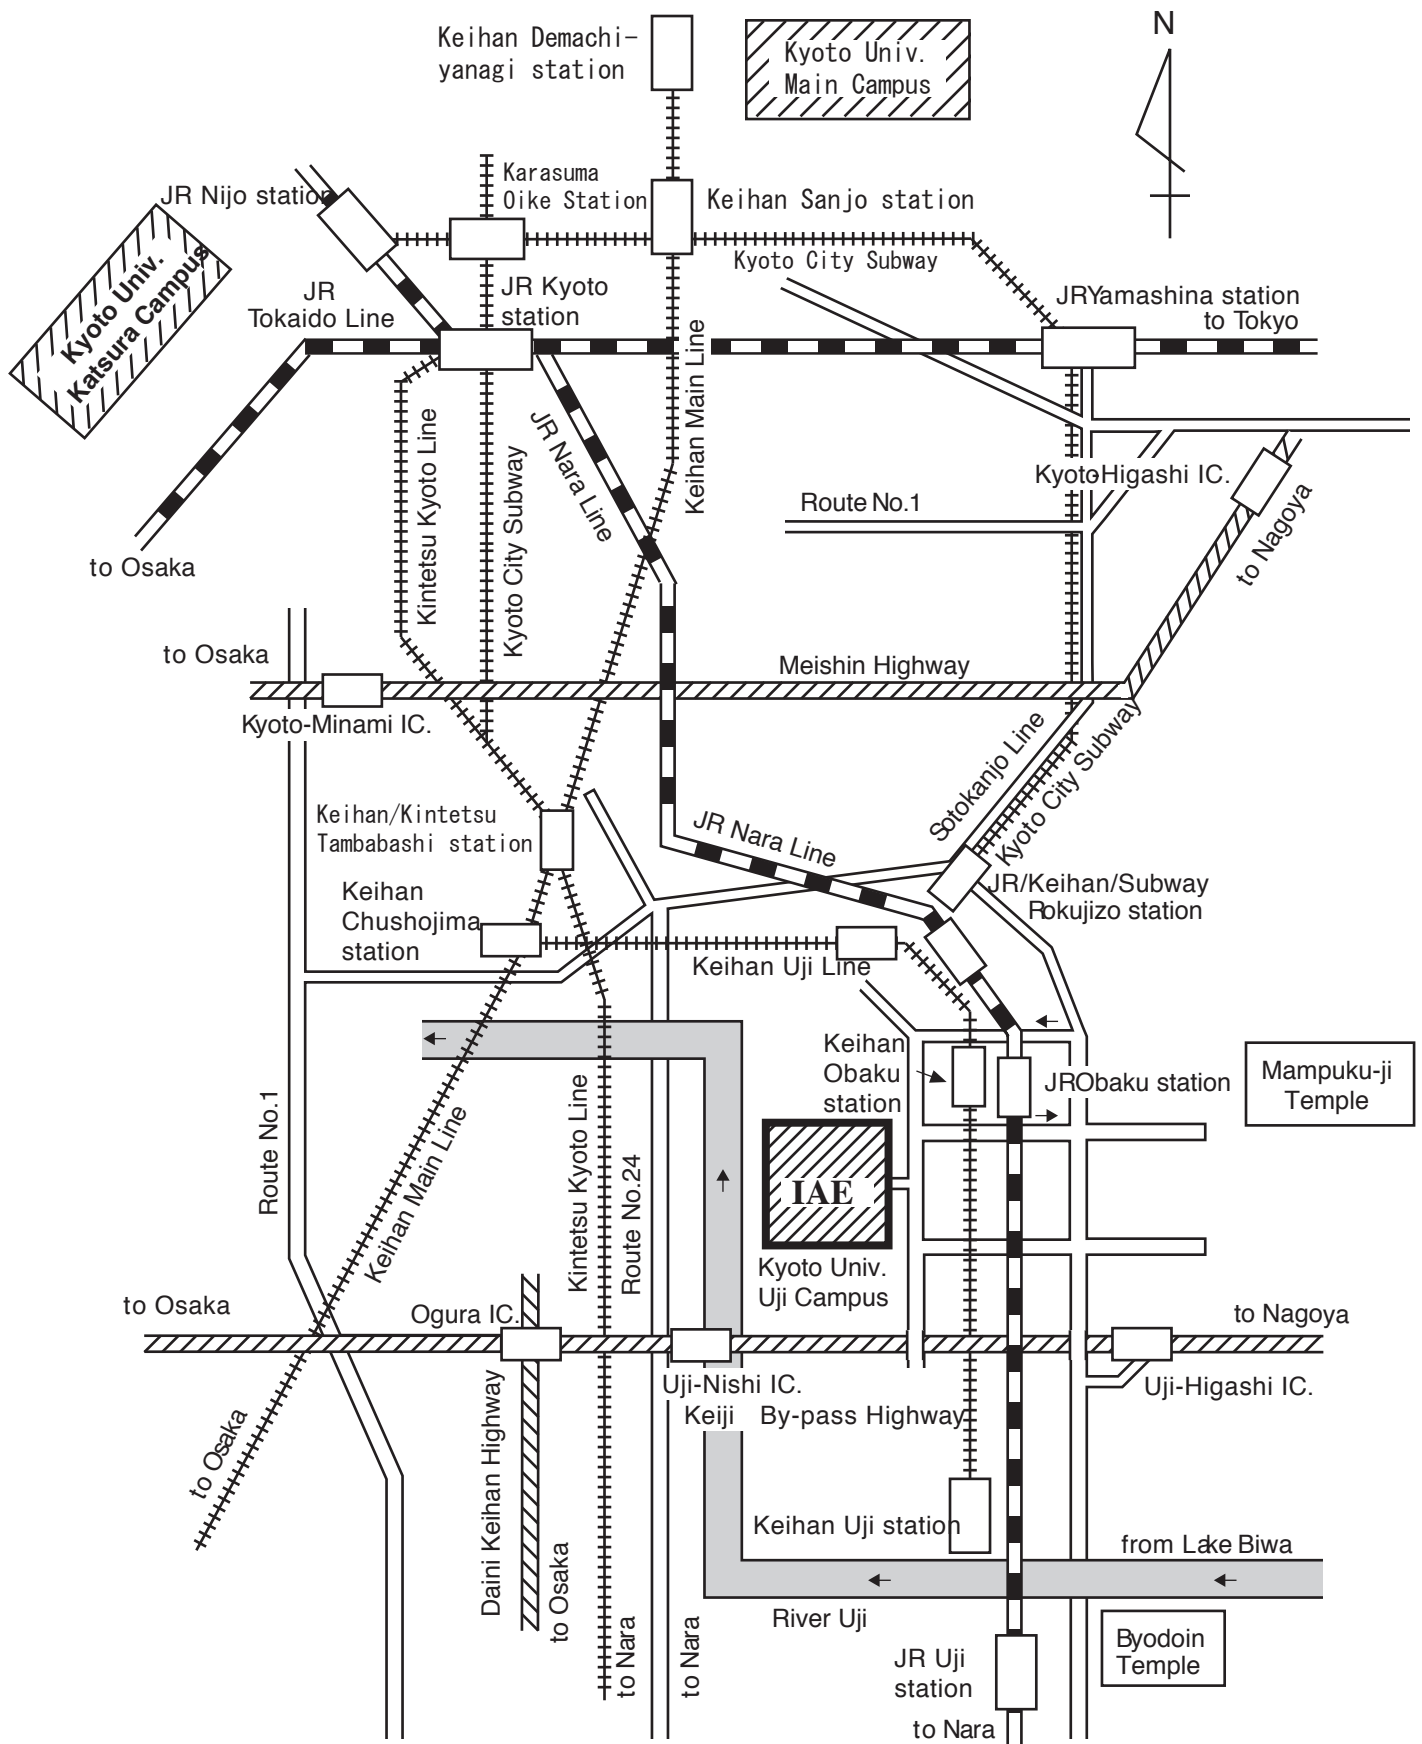 Keihan Demachi-
yanagi station
Kyoto Univ.
Main Campus
N
Karasuma
Oike Station
JR Nijo station
Keihan Sanjo station
Kyoto City Subway
Kyoto Univ.
Katsura Campus
JR
Tokaido Line
JR Kyoto
station
JR Yamashina station
to Tokyo
Keihan Main Line
JR Nara Line
Kintetsu Kyoto Line
Kyoto City Subway
Kyoto Higashi IC.
Route No.1
to Nagoya
to Osaka
to Osaka
Meishin Highway
Kyoto-Minami IC.
Sotokanjo Line
Kyoto City Subway
Keihan/Kintetsu
Tambabashi station
JR Nara Line
JR/Keihan/Subway
Rokujizo station
Keihan
Chushojima
station
Keihan Uji Line
Keihan
Obaku
station
JR Obaku station
Mampuku-ji
Temple
Route No.1
Keihan Main Line
Kintetsu Kyoto Line
Route No.24
IAE
Kyoto Univ.
Uji Campus
to Osaka
Ogura IC.
to Nagoya
Uji-Nishi IC.
Uji-Higashi IC.
Keiji By-pass Highway
to Osaka
Daini Keihan Highway
to Osaka
Keihan Uji station
from Lake Biwa
River Uji
to Nara
to Nara
Byodoin
Temple
JR Uji
station
to Nara